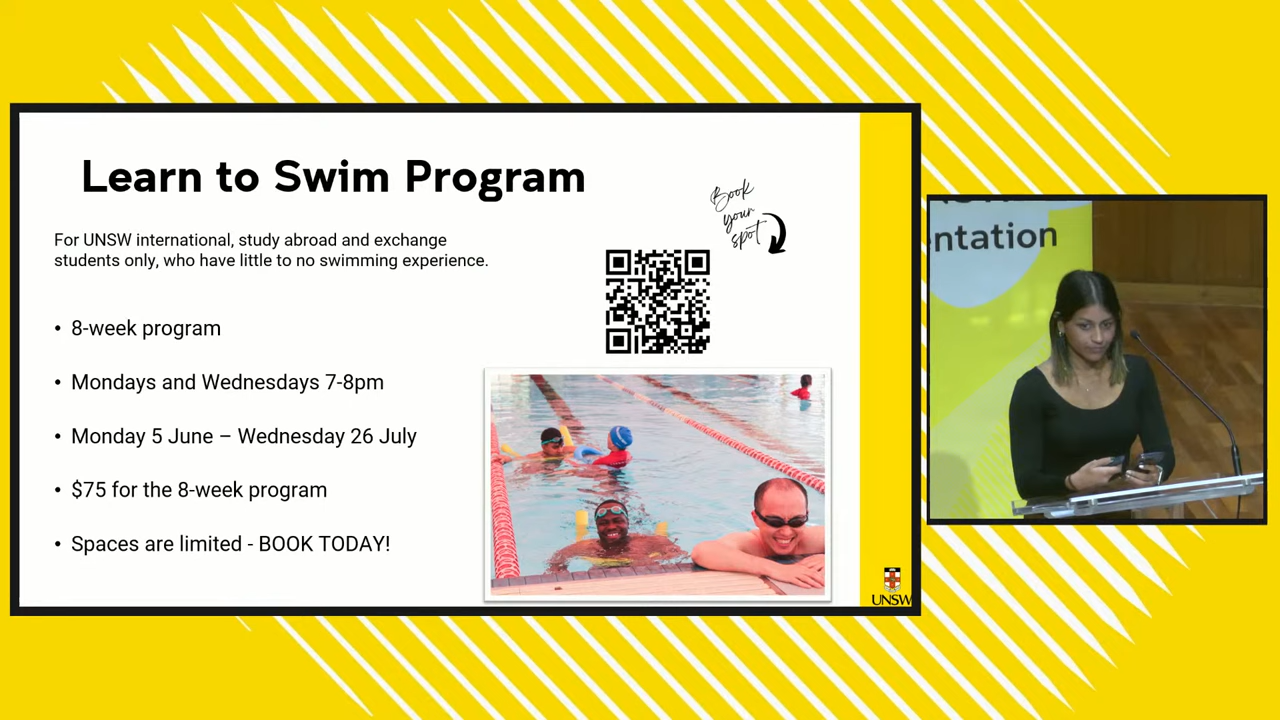 Learn to Swim Program
Book
your
spot
For UNSW international, study abroad and exchange
students only, who have little to no swimming experience.
• 8-week program
• Mondays and Wednesdays 7-8pm
• Monday 5 June – Wednesday 26 July
• $75 for the 8-week program
• Spaces are limited - BOOK TODAY!
UNSW
ntation